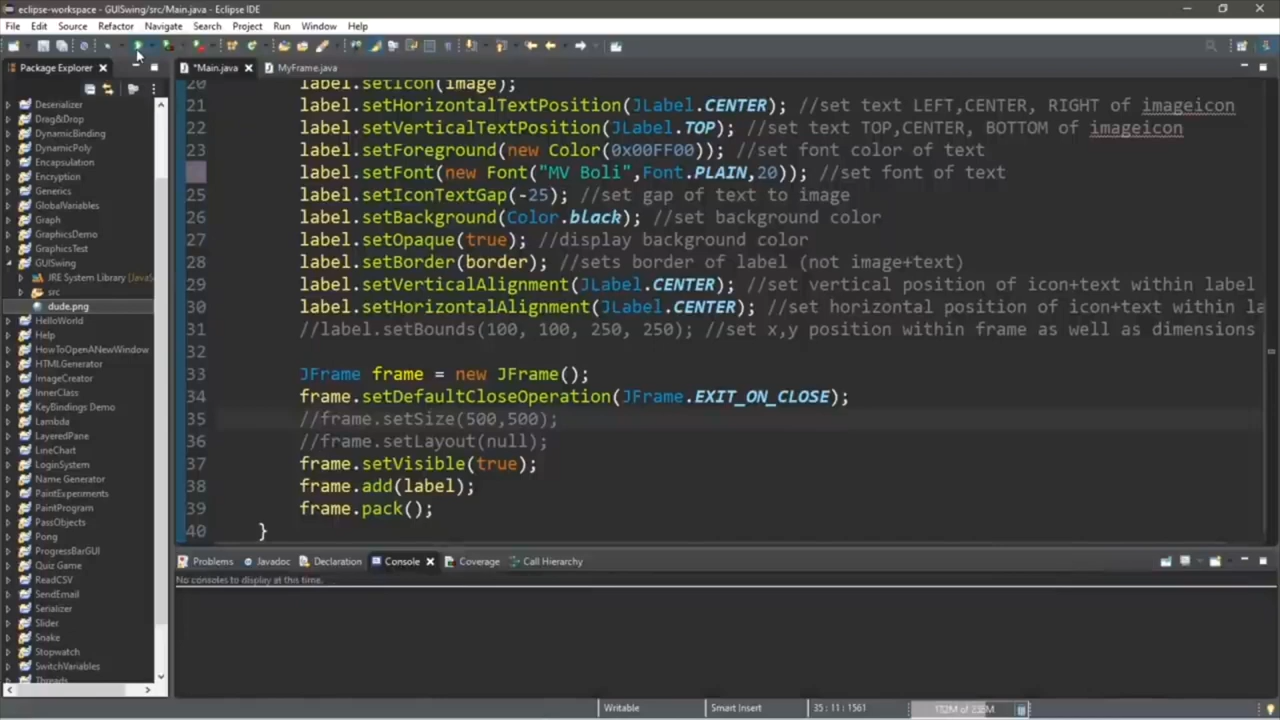 eclipse-workspace - GUISwing/src/Main.java - Eclipse IDE
File Edit Source Refactor Navigate Search Project Run Window Help
Package Explorer
*Main.java
MyFrame.java
Deserializer
Drag&Drop
DynamicBinding
DynamicPoly
Encapsulation
Encryption
Generics
GlobalVariables
Graph
GraphicsDemo
GraphicsTest
GUISwing
JRE System Library [JavaS
src
dude.png
HelloWorld
Help
HowToOpenANewWindow
HTMLGenerator
ImageCreator
InnerClass
KeyBindings Demo
Lambda
LayeredPane
LineChart
LoginSystem
Name Generator
PaintExperiments
PaintProgram
PassObjects
Pong
ProgressBarGUI
Quiz Game
ReadCSV
SendEmail
Serializer
Slider
Snake
Stopwatch
SwitchVariables
Threads
20 label.setIcon(image);
21 label.setHorizontalTextPosition(JLabel.CENTER); //set text LEFT,CENTER, RIGHT of imageicon
22 label.setVerticalTextPosition(JLabel.TOP); //set text TOP,CENTER, BOTTOM of imageicon
23 label.setForeground(new Color(0x00FF00)); //set font color of text
label.setFont(new Font("MV Boli",Font.PLAIN,20)); //set font of text
25 label.setIconTextGap(-25); //set gap of text to image
26 label.setBackground(Color.black); //set background color
27 label.setOpaque(true); //display background color
28 label.setBorder(border); //sets border of label (not image+text)
29 label.setVerticalAlignment(JLabel.CENTER); //set vertical position of icon+text within label
30 label.setHorizontalAlignment(JLabel.CENTER); //set horizontal position of icon+text within la
31 //label.setBounds(100, 100, 250, 250); //set x,y position within frame as well as dimensions
32
33 JFrame frame = new JFrame();
34 frame.setDefaultCloseOperation(JFrame.EXIT_ON_CLOSE);
35 //frame.setSize(500,500);
36 //frame.setLayout(null);
37 frame.setVisible(true);
38 frame.add(label);
39 frame.pack();
40 }
Problems Javadoc Declaration Console Coverage Call Hierarchy
No consoles to display at this time.
Writable Smart Insert 35 : 11 : 1561